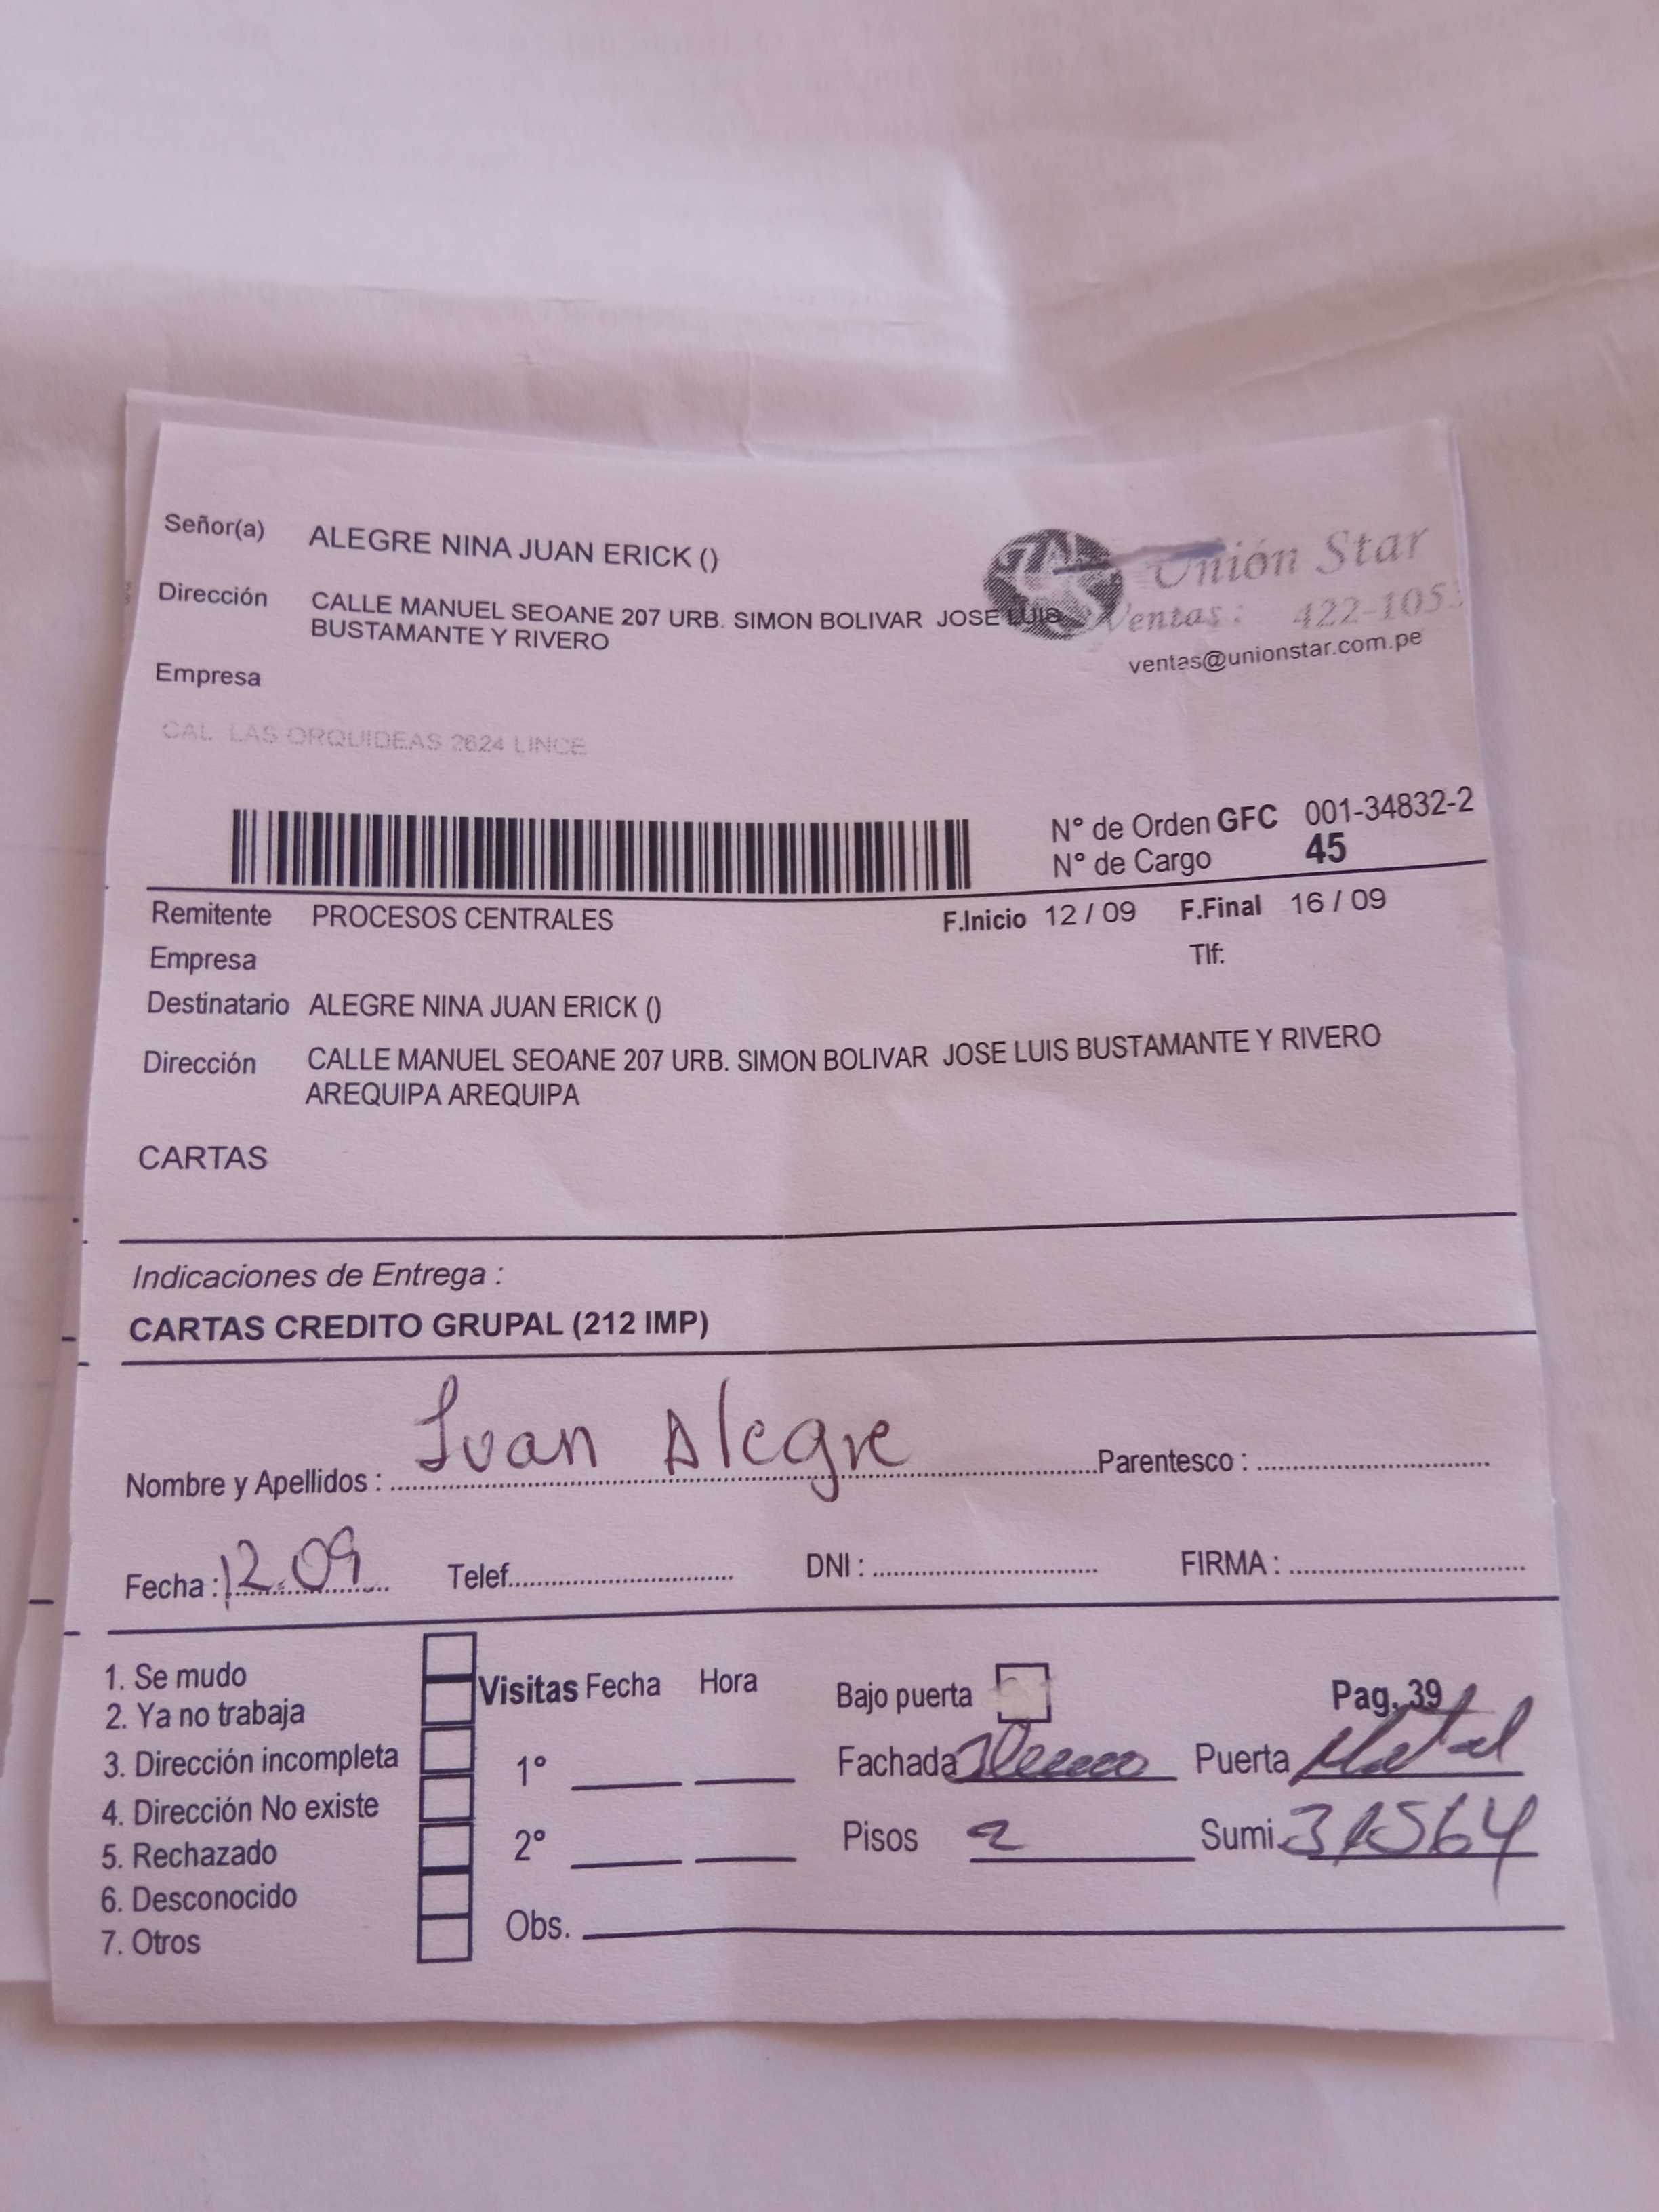 Señor(a) ALEGRE NINA JUAN ERICK ()
Unión Star
Dirección CALLE MANUEL SEOANE 207 URB. SIMON BOLIVAR JOSE LUIS
BUSTAMANTE Y RIVERO
Ventas: 422-105
ventas@unionstar.com.pe
Empresa
CAL LAS ORQUIDEAS 2624 LINCE
N° de Orden GFC 001-34832-2
N° de Cargo 45
Remitente PROCESOS CENTRALES F.Inicio 12 / 09 F.Final 16 / 09
Empresa Tlf:
Destinatario ALEGRE NINA JUAN ERICK ()
Dirección CALLE MANUEL SEOANE 207 URB. SIMON BOLIVAR JOSE LUIS BUSTAMANTE Y RIVERO
AREQUIPA AREQUIPA
CARTAS
Indicaciones de Entrega :
CARTAS CREDITO GRUPAL (212 IMP)
Nombre y Apellidos : Juan Alegre Parentesco :
Fecha : 12.09 Telef. DNI : FIRMA :
1. Se mudo
2. Ya no trabaja
3. Dirección incompleta
4. Dirección No existe
5. Rechazado
6. Desconocido
7. Otros
Visitas Fecha Hora
1°
2°
Obs.
Bajo puerta Pag. 39
Fachada Puerta Metal
Pisos 2 Sumi. 31564